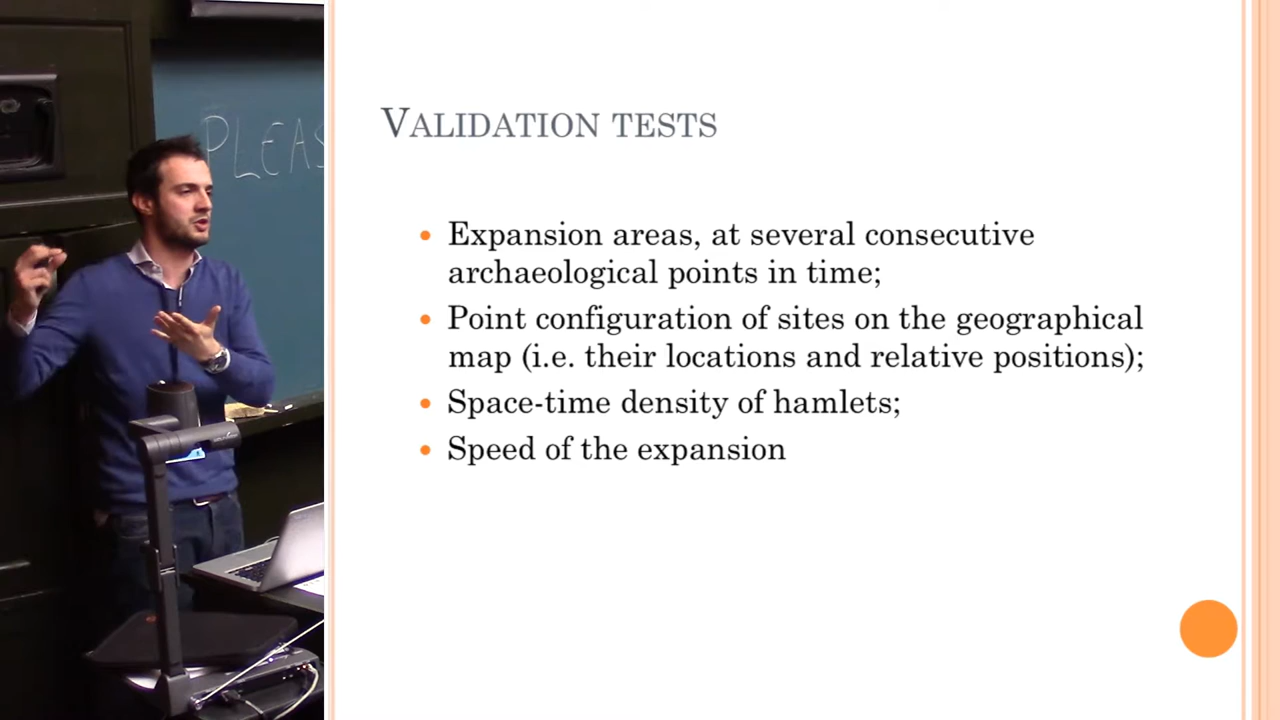 PLEAS
VALIDATION TESTS
Expansion areas, at several consecutive
archaeological points in time;
Point configuration of sites on the geographical
map (i.e. their locations and relative positions);
Space-time density of hamlets;
Speed of the expansion